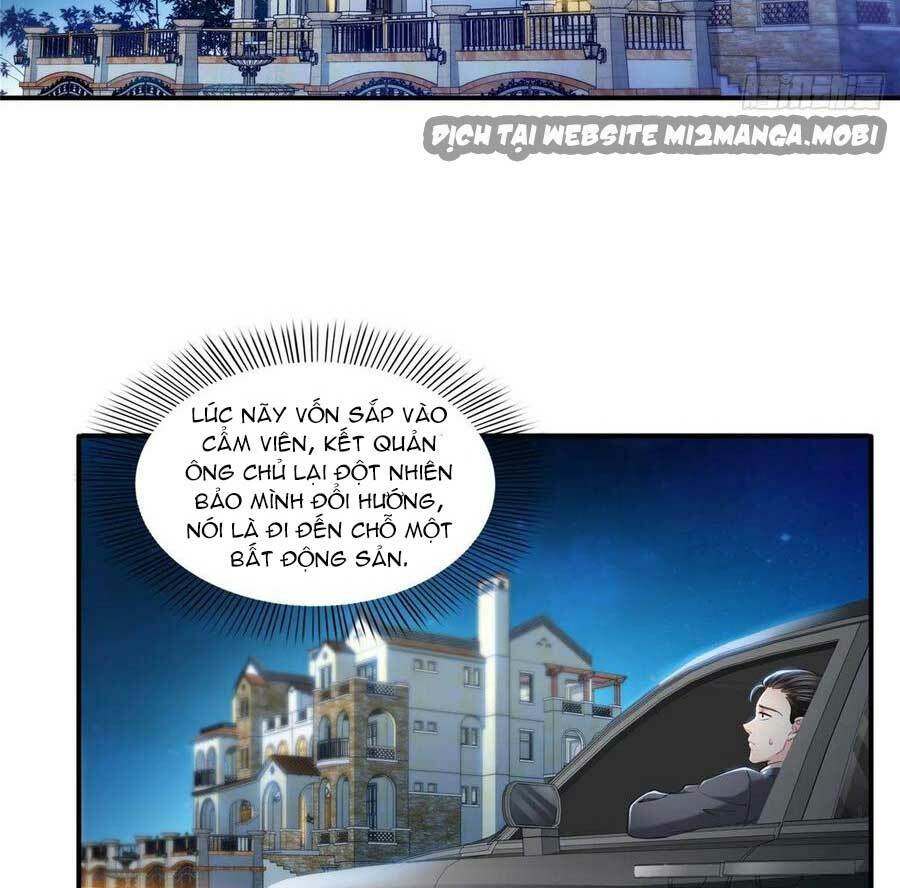 DỊCH TẠI WEBSITE MI2MANGA.MOBI
LÚC NÃY VỐN SẮP VÀO
CẨM VIÊN, KẾT QUẢN
ÔNG CHỦ LẠI ĐỘT NHIÊN
BẢO MÌNH ĐỔI HƯỚNG,
NÓI LÀ ĐI ĐẾN CHỖ MỘT
BẤT ĐỘNG SẢN.